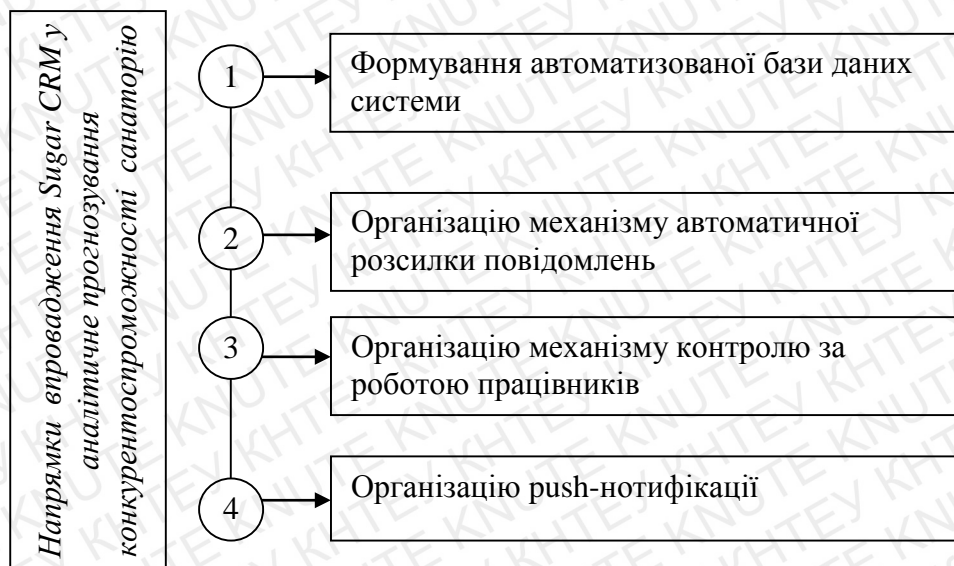 Напрямки впровадження Sugar CRM у
аналітичне прогнозування
конкурентоспроможності санаторію
1
Формування автоматизованої бази даних
системи
2
Організацію механізму автоматичної
розсилки повідомлень
3
Організацію механізму контролю за
роботою працівників
4
Організацію push-нотифікації